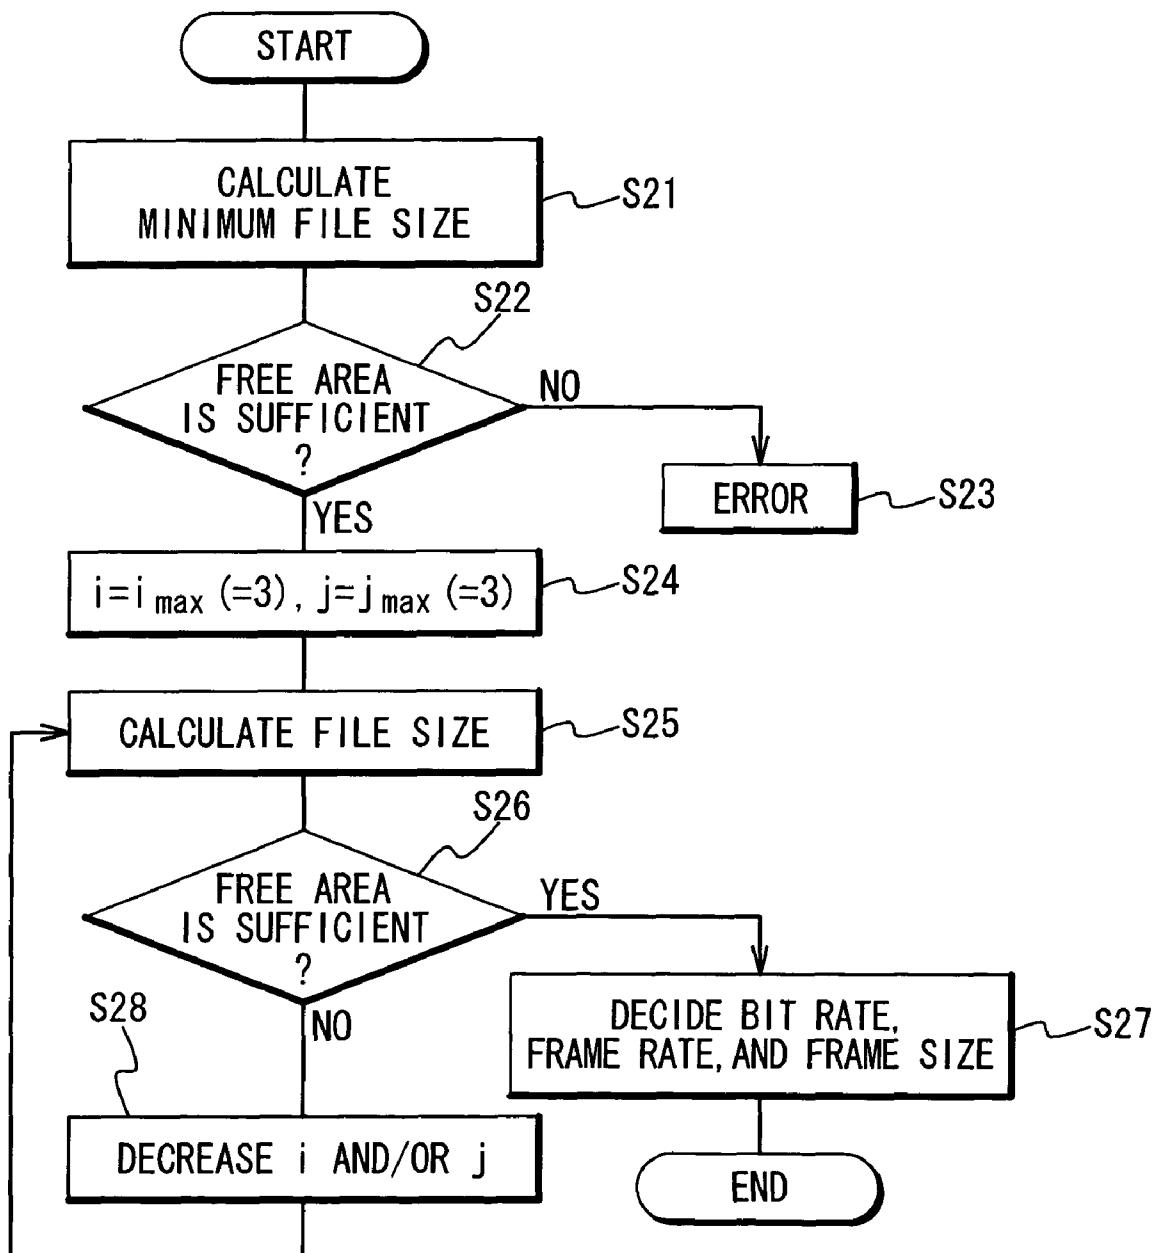 START
CALCULATE
MINIMUM FILE SIZE
S21
S22
FREE AREA
IS SUFFICIENT
?
NO
YES
ERROR
S23
i=i max (=3), j=j max (=3)
S24
CALCULATE FILE SIZE
S25
S26
FREE AREA
IS SUFFICIENT
?
YES
NO
DECIDE BIT RATE,
FRAME RATE, AND FRAME SIZE
S27
S28
DECREASE i AND/OR j
END